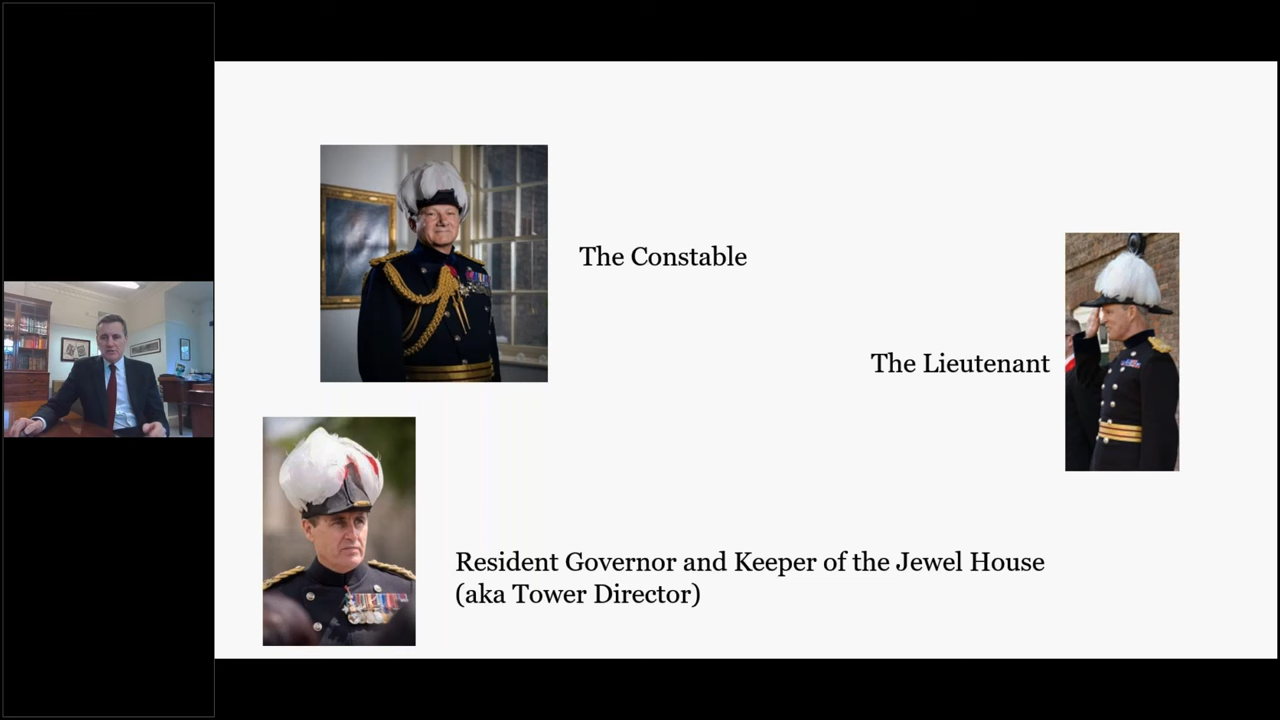 The Constable
The Lieutenant
Resident Governor and Keeper of the Jewel House
(aka Tower Director)